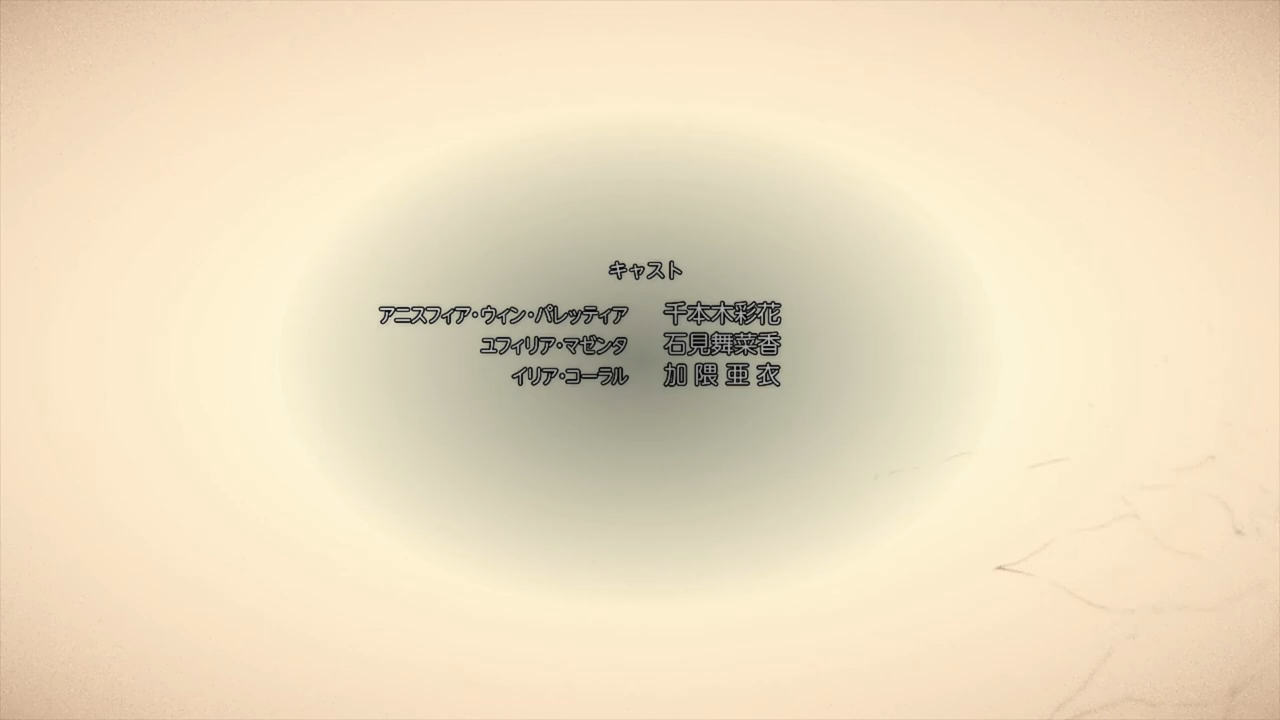 キャスト
アニスフィア・ウィン・パレッティア 千本木彩花
ユフィリア・マゼンタ 石見舞菜香
イリア・コーラル 加隈亜衣